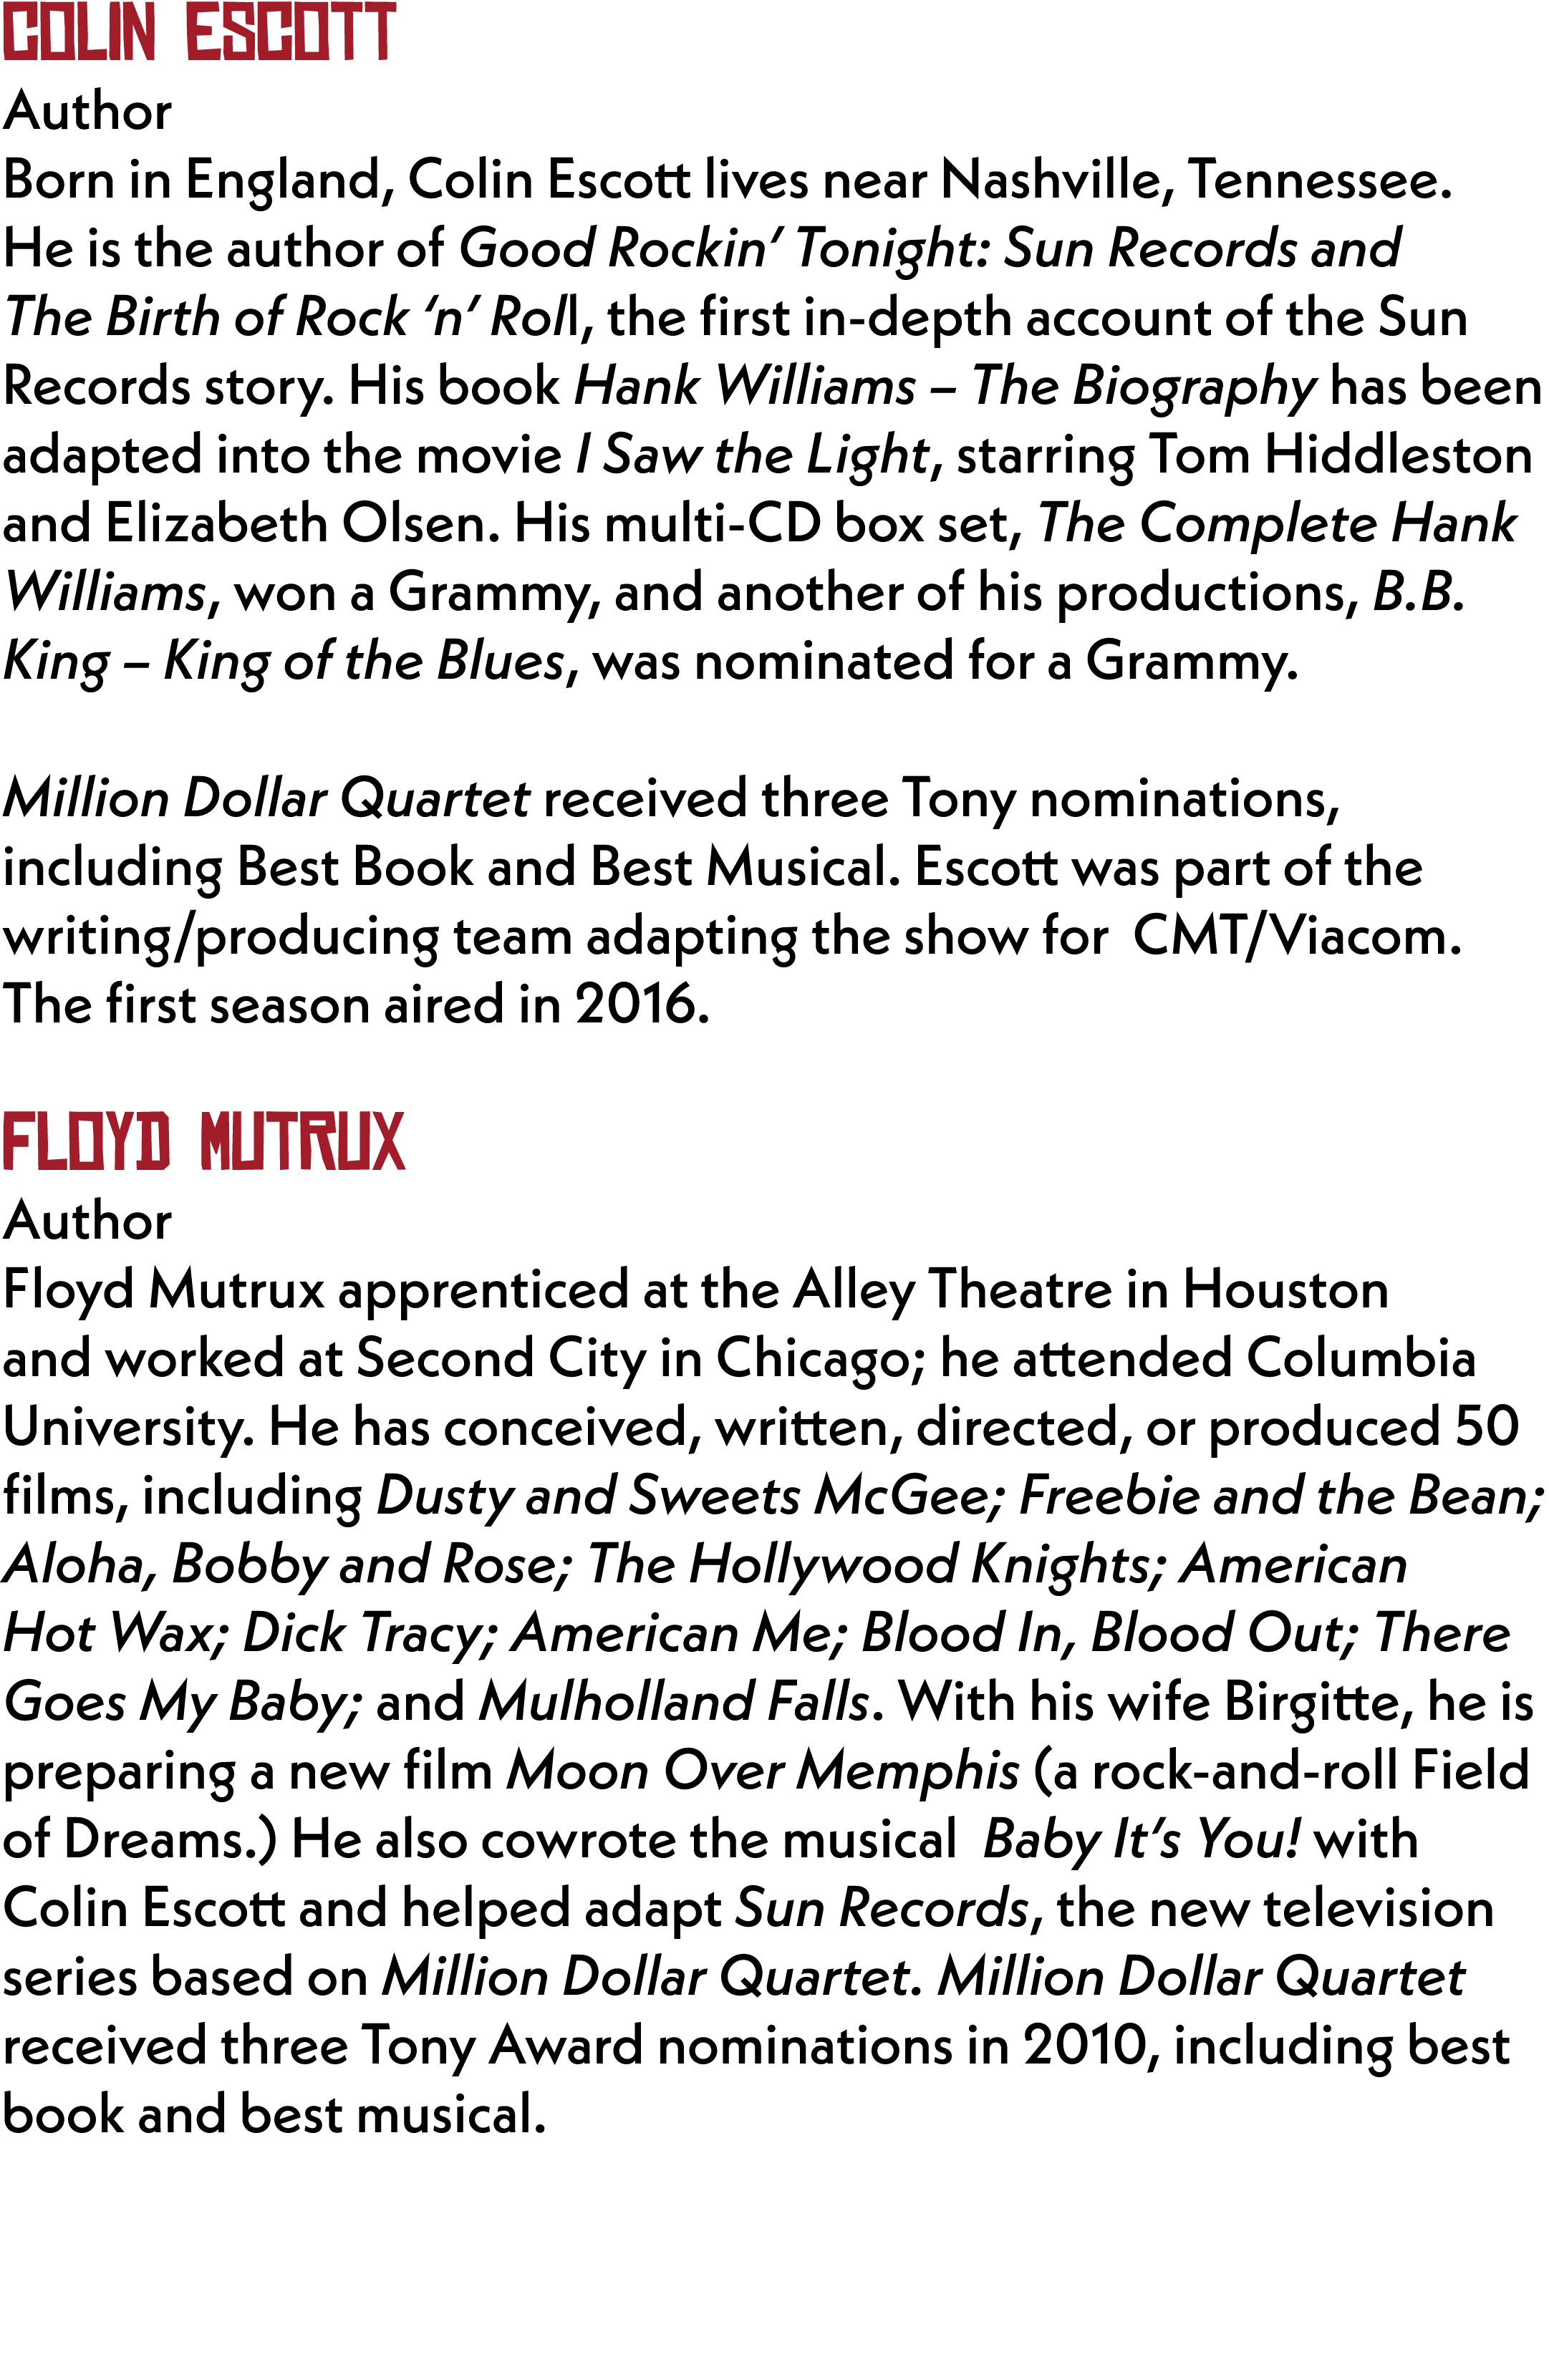 COLIN ESCOTT
Author
Born in England, Colin Escott lives near Nashville, Tennessee.
He is the author of Good Rockin’ Tonight: Sun Records and
The Birth of Rock ‘n’ Roll, the first in-depth account of the Sun
Records story. His book Hank Williams – The Biography has been
adapted into the movie I Saw the Light, starring Tom Hiddleston
and Elizabeth Olsen. His multi-CD box set, The Complete Hank
Williams, won a Grammy, and another of his productions, B.B.
King – King of the Blues, was nominated for a Grammy.
Million Dollar Quartet received three Tony nominations,
including Best Book and Best Musical. Escott was part of the
writing/producing team adapting the show for  CMT/Viacom.
The first season aired in 2016.
FLOYD MUTRUX
Author
Floyd Mutrux apprenticed at the Alley Theatre in Houston
and worked at Second City in Chicago; he attended Columbia
University. He has conceived, written, directed, or produced 50
films, including Dusty and Sweets McGee; Freebie and the Bean;
Aloha, Bobby and Rose; The Hollywood Knights; American
Hot Wax; Dick Tracy; American Me; Blood In, Blood Out; There
Goes My Baby; and Mulholland Falls. With his wife Birgitte, he is
preparing a new film Moon Over Memphis (a rock-and-roll Field
of Dreams.) He also cowrote the musical  Baby It’s You! with
Colin Escott and helped adapt Sun Records, the new television
series based on Million Dollar Quartet. Million Dollar Quartet
received three Tony Award nominations in 2010, including best
book and best musical.